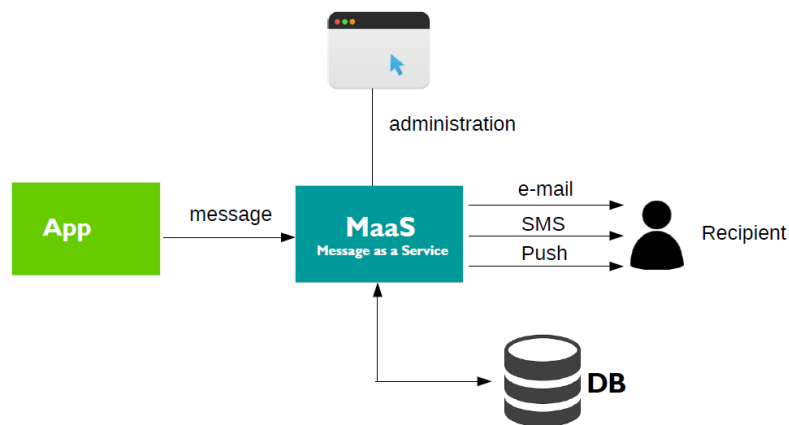 administration
App
message
MaaS
Message as a Service
e-mail
SMS
Push
Recipient
DB